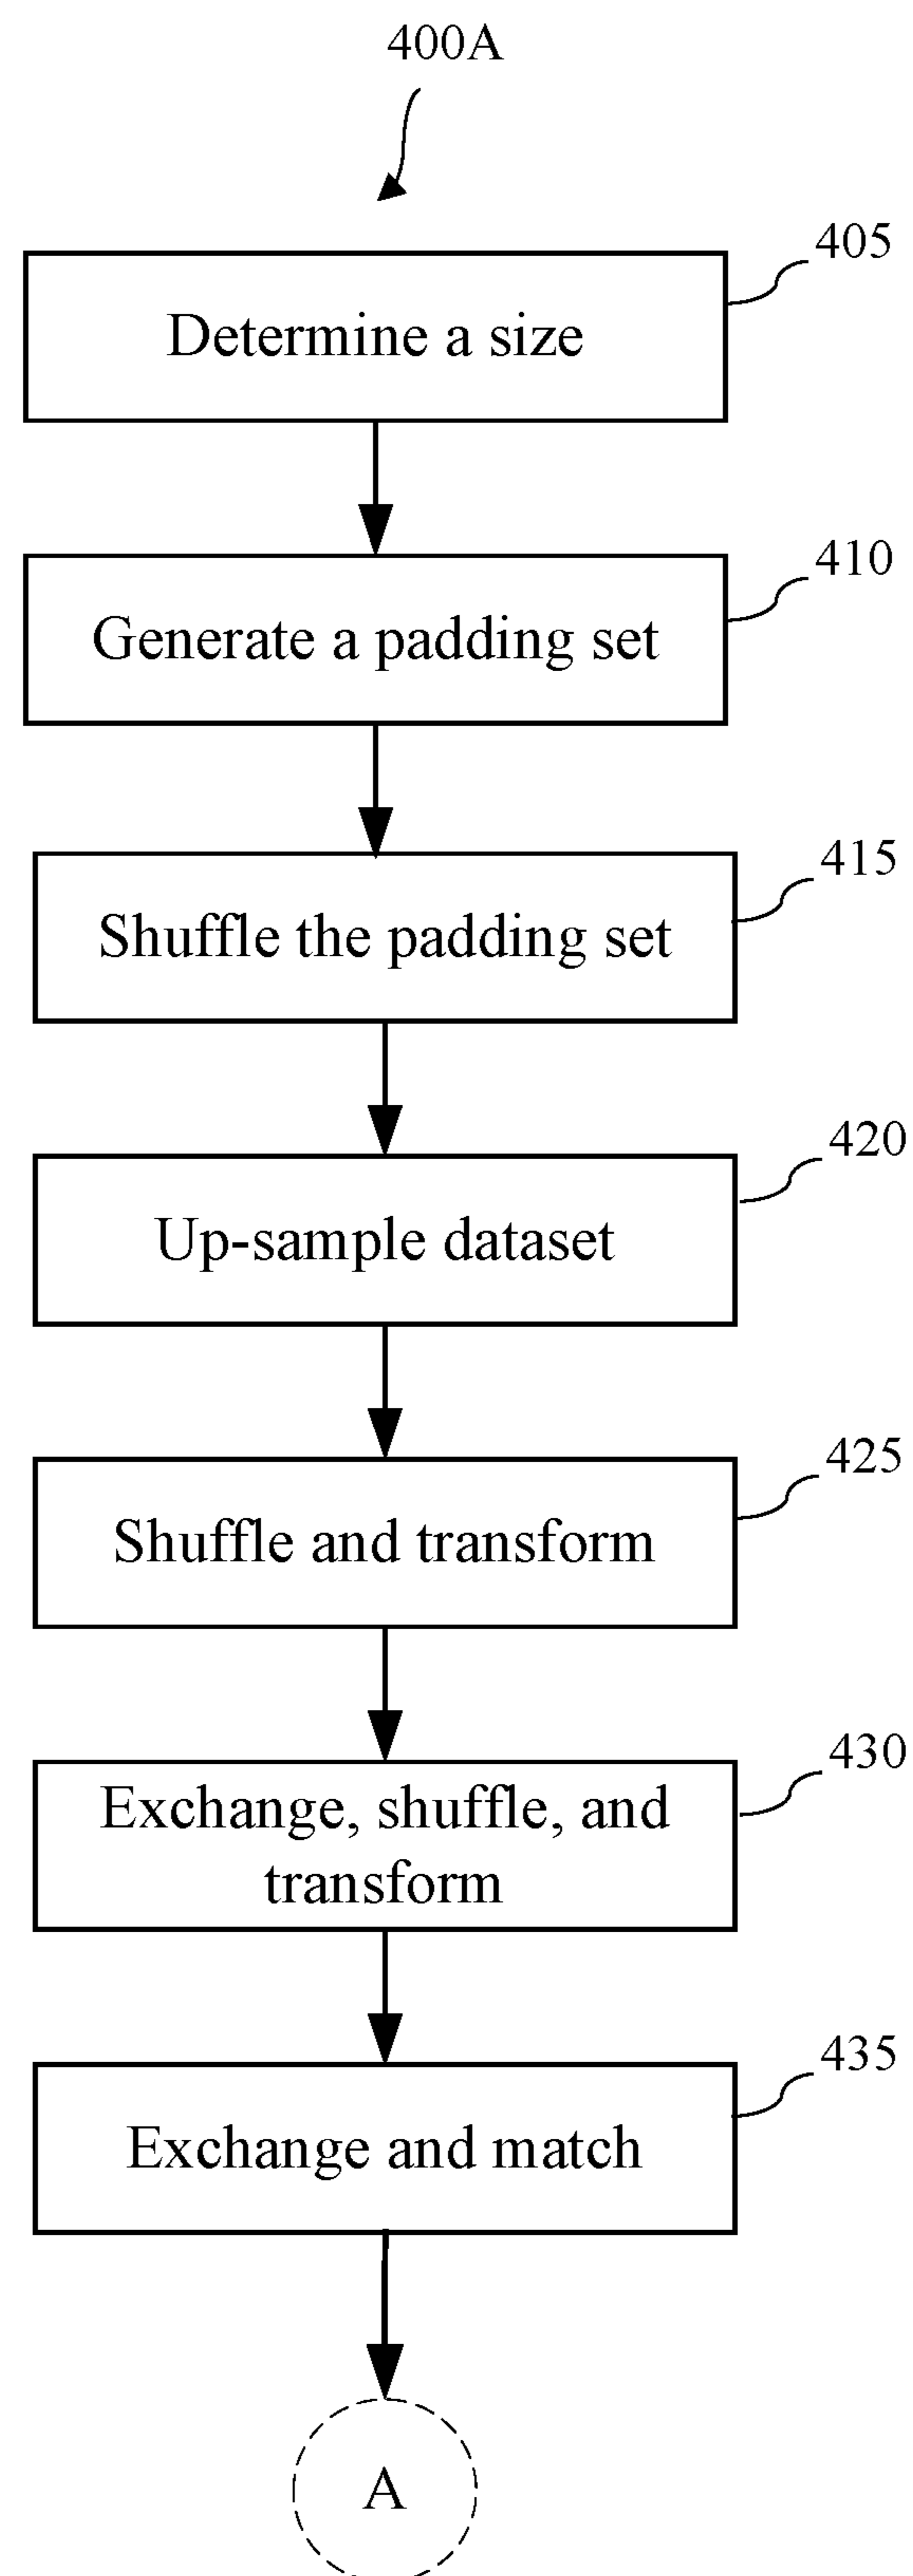 400A
405
Determine a size
410
Generate a padding set
415
Shuffle the padding set
420
Up-sample dataset
425
Shuffle and transform
430
Exchange, shuffle, and
transform
435
Exchange and match
A